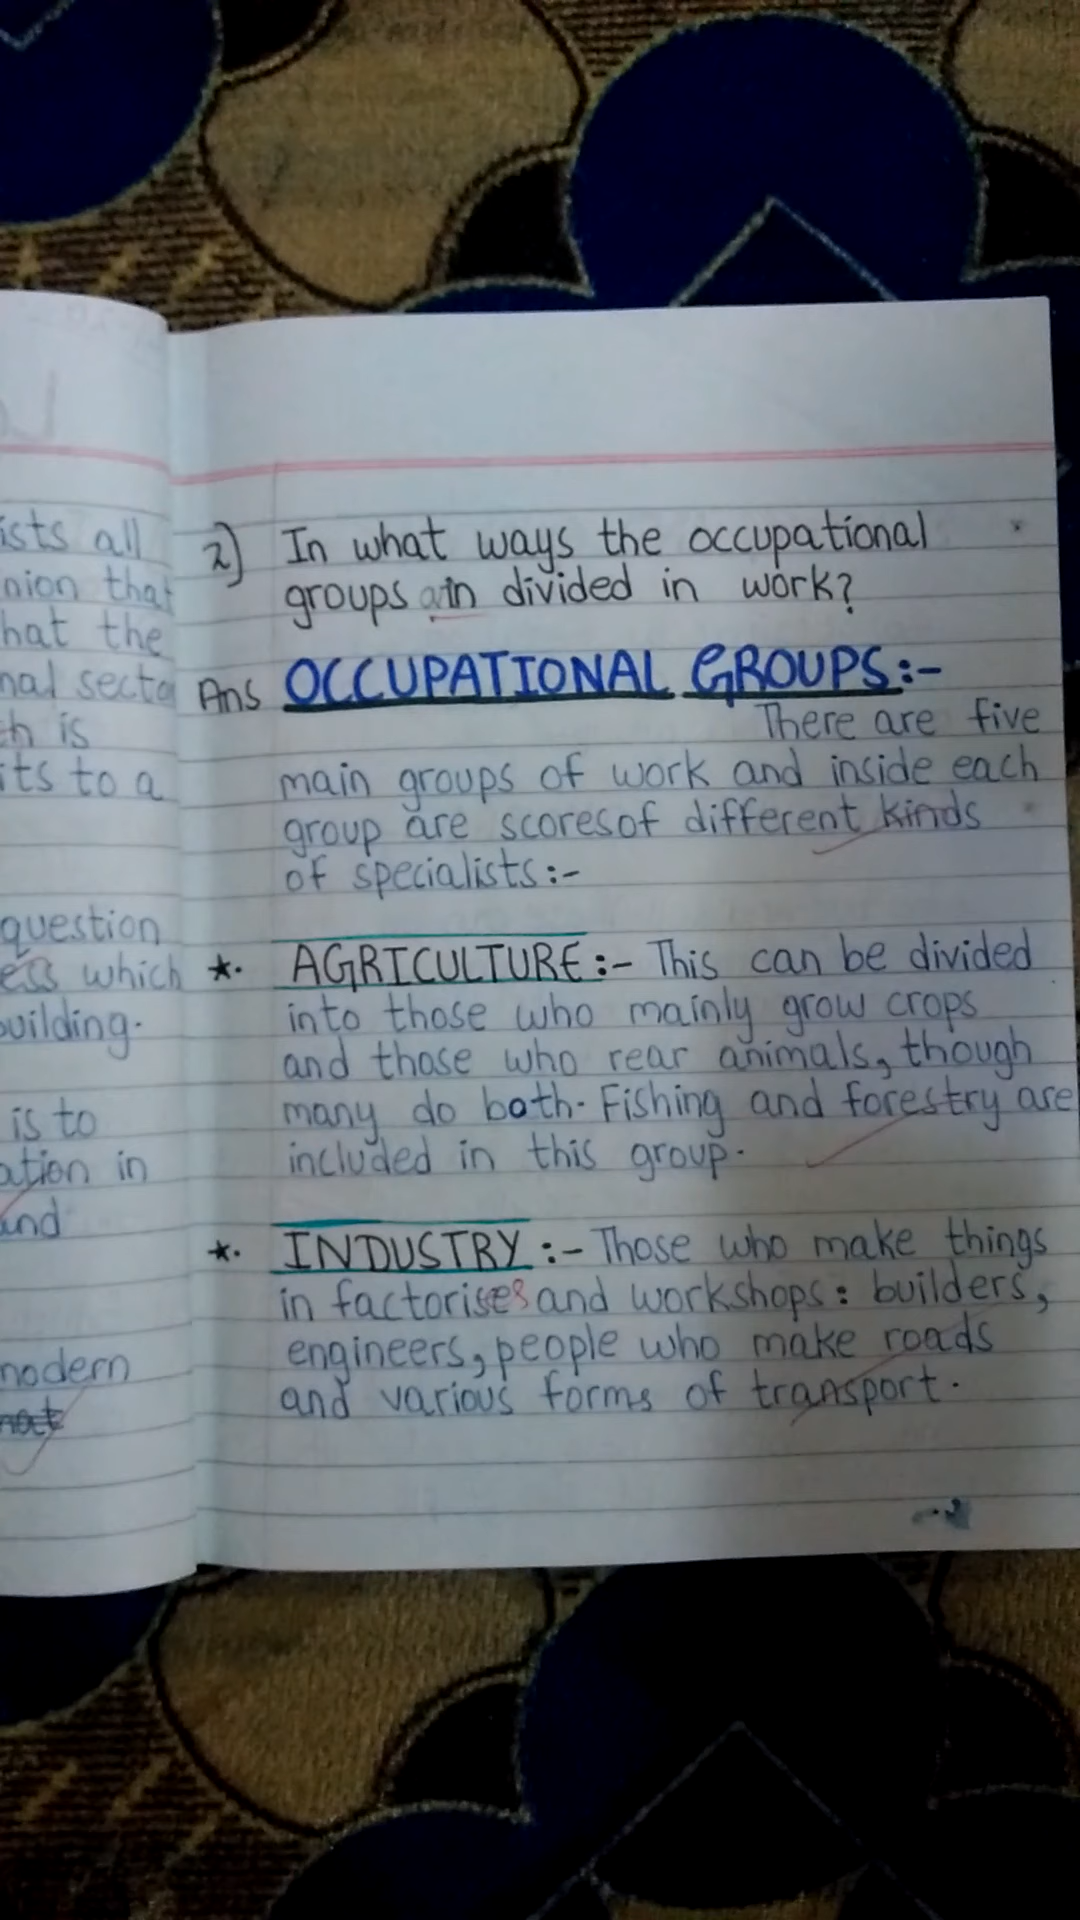 ists all
nion that
hat the
nal secto
th is
its to a
question
ess which
building.
is to
ation in
and
modern
2) In what ways the occupational
groups in divided in work?
Ans OCCUPATIONAL GROUPS:-
There are five
main groups of work and inside each
group are scoresof different kinds
of specialists:-
★. AGRICULTURE:- This can be divided
into those who mainly grow crops
and those who rear animals, though
many do both. Fishing and forestry are
included in this group.
★. INDUSTRY:- Those who make things
in factorises and workshops: builders,
engineers, people who make roads
and various forms of transport.